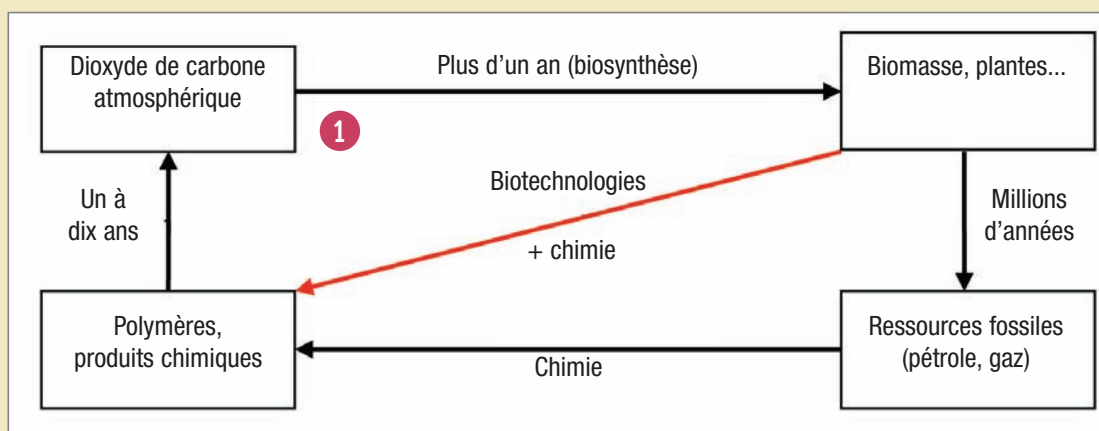 Dioxyde de carbone
atmosphérique
Plus d’un an (biosynthèse)
Biomasse, plantes...
1
Biotechnologies
+ chimie
Un à
dix ans
Millions
d’années
Polymères,
produits chimiques
Chimie
Ressources fossiles
(pétrole, gaz)